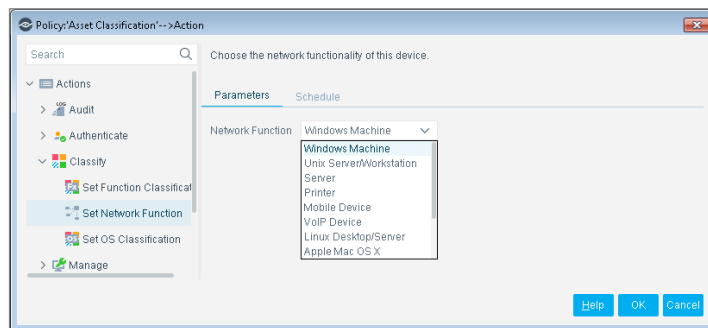 Policy:'Asset Classification'-->Action
Search
Choose the network functionality of this device.
Actions
Parameters
Schedule
LOG
Audit
Network Function
Windows Machine
Authenticate
Windows Machine
Unix Server/Workstation
Classify
Server
Printer
Set Function Classificat
Mobile Device
Set Network Function
VoIP Device
Linux Desktop/Server
Set OS Classification
Apple Mac OS X
Manage
Help
OK
Cancel